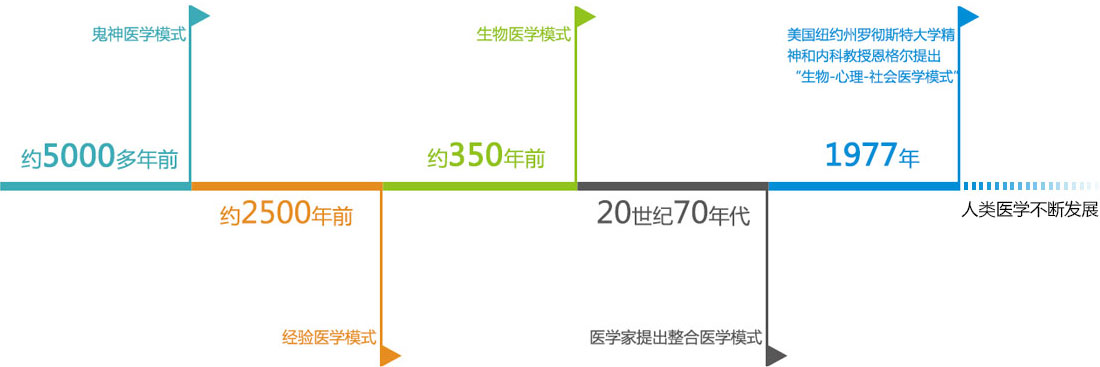 鬼神医学模式
约5000多年前
约2500年前
经验医学模式
生物医学模式
约350年前
20世纪70年代
医学家提出整合医学模式
美国纽约州罗彻斯特大学精
神和内科教授恩格尔提出
“生物-心理-社会医学模式”
1977年
人类医学不断发展